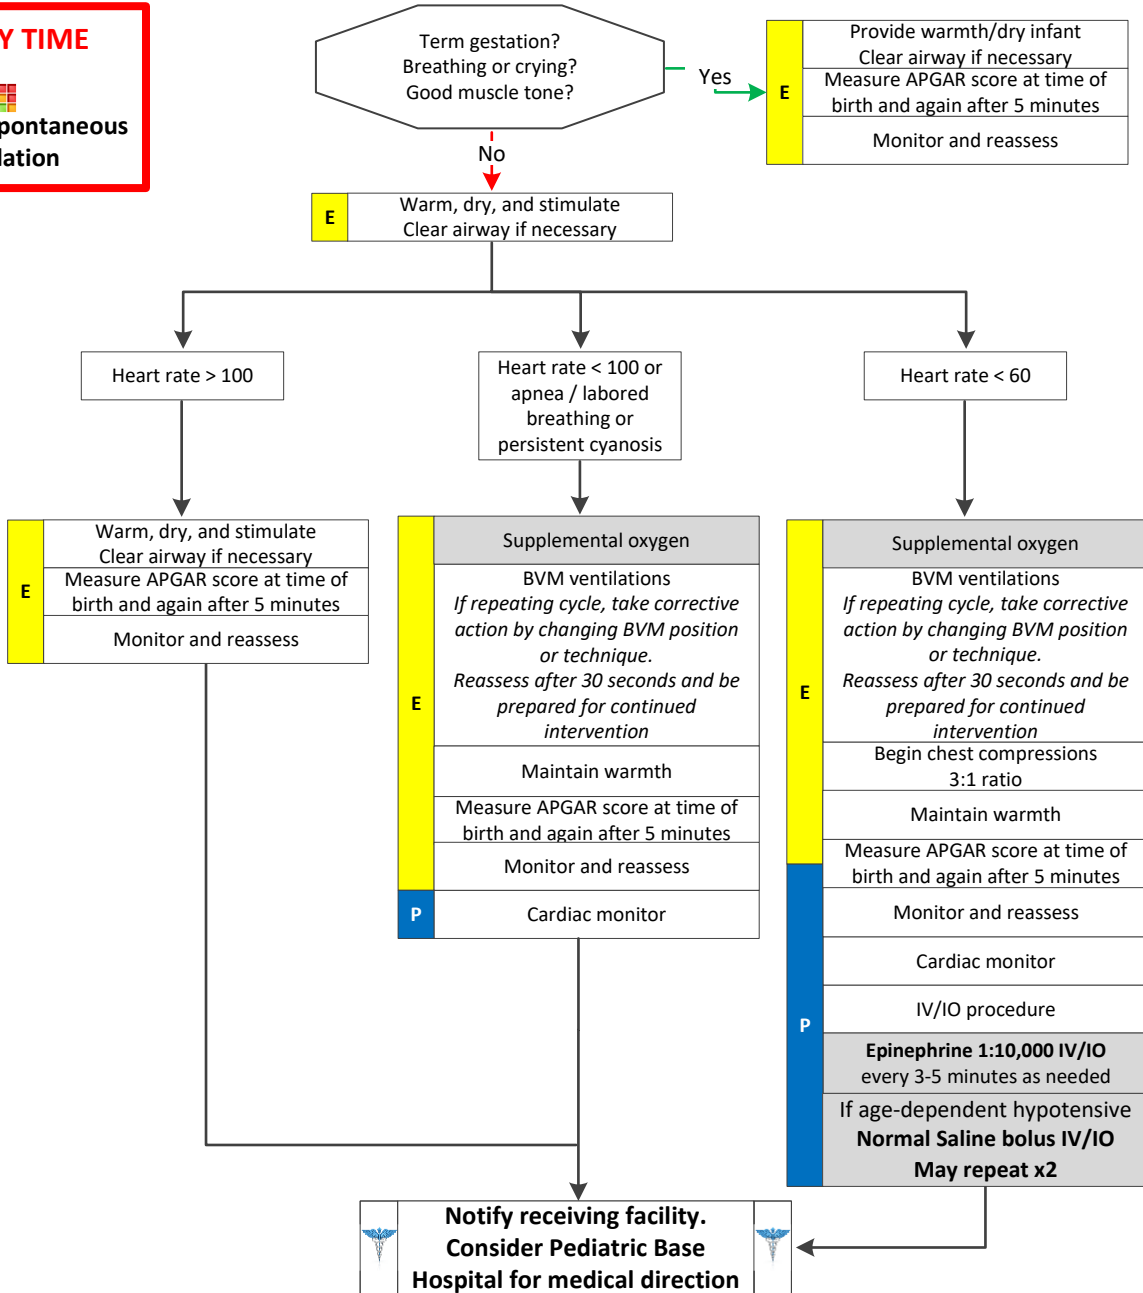 Y TIME
pontaneous
lation
Term gestation?
Breathing or crying?
Good muscle tone?
Yes
E
Provide warmth/dry infant
Clear airway if necessary
Measure APGAR score at time of
birth and again after 5 minutes
Monitor and reassess
No
E
Warm, dry, and stimulate
Clear airway if necessary
Heart rate > 100
Heart rate < 100 or
apnea / labored
breathing or
persistent cyanosis
Heart rate < 60
E
Warm, dry, and stimulate
Clear airway if necessary
Measure APGAR score at time of
birth and again after 5 minutes
Monitor and reassess
E
Supplemental oxygen
BVM ventilations
If repeating cycle, take corrective
action by changing BVM position
or technique.
Reassess after 30 seconds and be
prepared for continued
intervention
Maintain warmth
Measure APGAR score at time of
birth and again after 5 minutes
Monitor and reassess
P
Cardiac monitor
E
Supplemental oxygen
BVM ventilations
If repeating cycle, take corrective
action by changing BVM position
or technique.
Reassess after 30 seconds and be
prepared for continued
intervention
Begin chest compressions
3:1 ratio
Maintain warmth
Measure APGAR score at time of
birth and again after 5 minutes
P
Monitor and reassess
Cardiac monitor
IV/IO procedure
Epinephrine 1:10,000 IV/IO
every 3-5 minutes as needed
If age-dependent hypotensive
Normal Saline bolus IV/IO
May repeat x2
Notify receiving facility.
Consider Pediatric Base
Hospital for medical direction